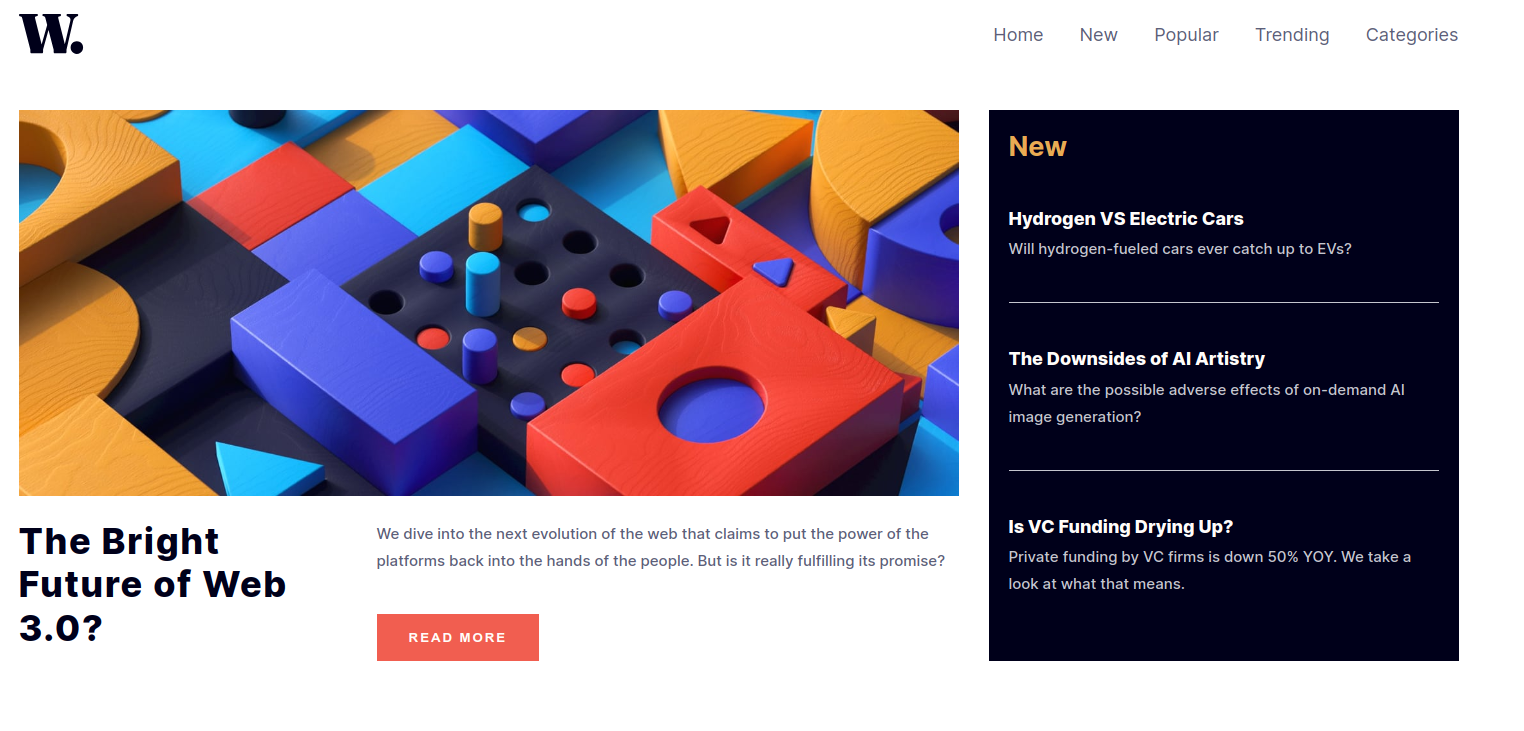 W.
Home New Popular Trending Categories
The Bright
Future of Web
3.0?
We dive into the next evolution of the web that claims to put the power of the
platforms back into the hands of the people. But is it really fulfilling its promise?
READ MORE
New
Hydrogen VS Electric Cars
Will hydrogen-fueled cars ever catch up to EVs?
The Downsides of AI Artistry
What are the possible adverse effects of on-demand AI
image generation?
Is VC Funding Drying Up?
Private funding by VC firms is down 50% YOY. We take a
look at what that means.